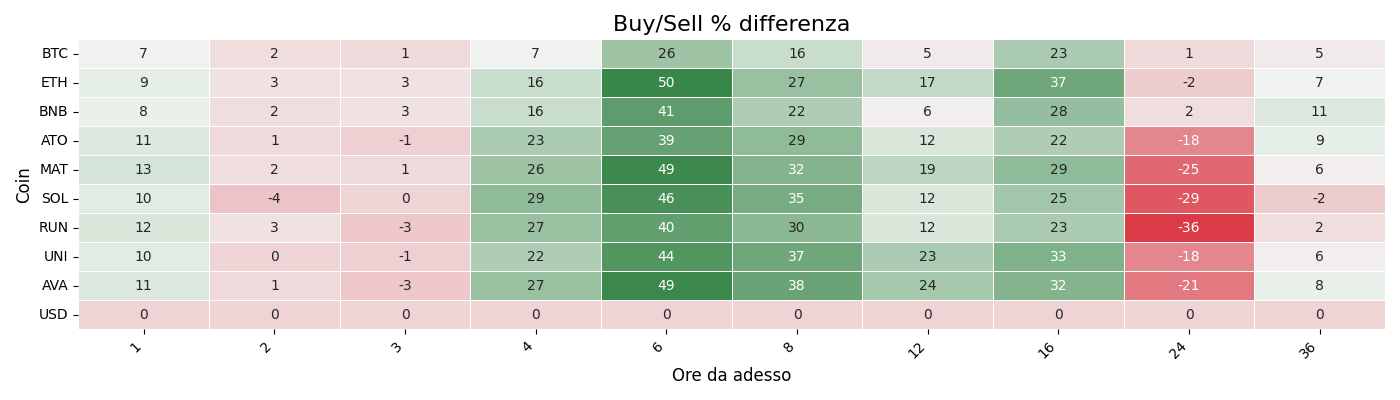 Buy/Sell % differenza
Coin
BTC 7 2 1 7 26 16 5 23 1 5
ETH 9 3 3 16 50 27 17 37 -2 7
BNB 8 2 3 16 41 22 6 28 2 11
ATO 11 1 -1 23 39 29 12 22 -18 9
MAT 13 2 1 26 49 32 19 29 -25 6
SOL 10 -4 0 29 46 35 12 25 -29 -2
RUN 12 3 -3 27 40 30 12 23 -36 2
UNI 10 0 -1 22 44 37 23 33 -18 6
AVA 11 1 -3 27 49 38 24 32 -21 8
USD 0 0 0 0 0 0 0 0 0 0
1 2 3 4 6 8 12 16 24 36
Ore da adesso